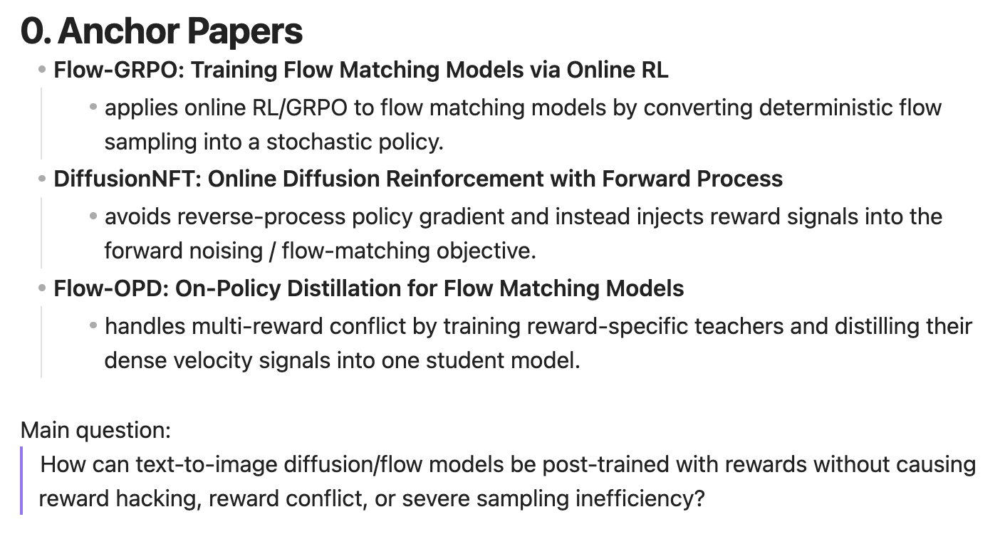 0. Anchor Papers
Flow-GRPO: Training Flow Matching Models via Online RL
applies online RL/GRPO to flow matching models by converting deterministic flow
sampling into a stochastic policy.
DiffusionNFT: Online Diffusion Reinforcement with Forward Process
avoids reverse-process policy gradient and instead injects reward signals into the
forward noising / flow-matching objective.
Flow-OPD: On-Policy Distillation for Flow Matching Models
handles multi-reward conflict by training reward-specific teachers and distilling their
dense velocity signals into one student model.
Main question:
How can text-to-image diffusion/flow models be post-trained with rewards without causing
reward hacking, reward conflict, or severe sampling inefficiency?